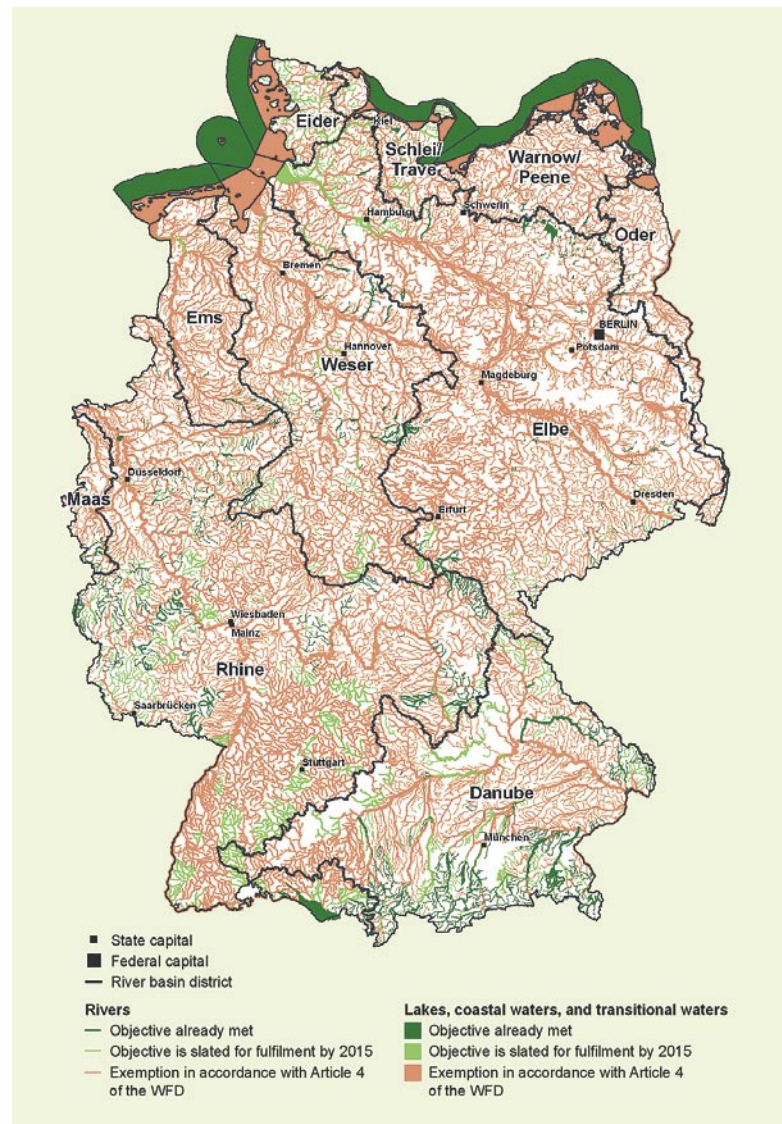 Eider
Kiel
Schlei/
Trave
Warnow/
Peene
Hamburg
Schwerin
Oder
Bremen
Ems
BERLIN
Potsdam
Hannover
Weser
Magdeburg
Elbe
Düsseldorf
Maas
Erfurt
Dresden
Wiesbaden
Mainz
Rhine
Saarbrücken
Stuttgart
Danube
München
State capital
Federal capital
River basin district
Rivers
Objective already met
Objective is slated for fulfilment by 2015
Exemption in accordance with Article 4
of the WFD
Lakes, coastal waters, and transitional waters
Objective already met
Objective is slated for fulfilment by 2015
Exemption in accordance with Article 4
of the WFD